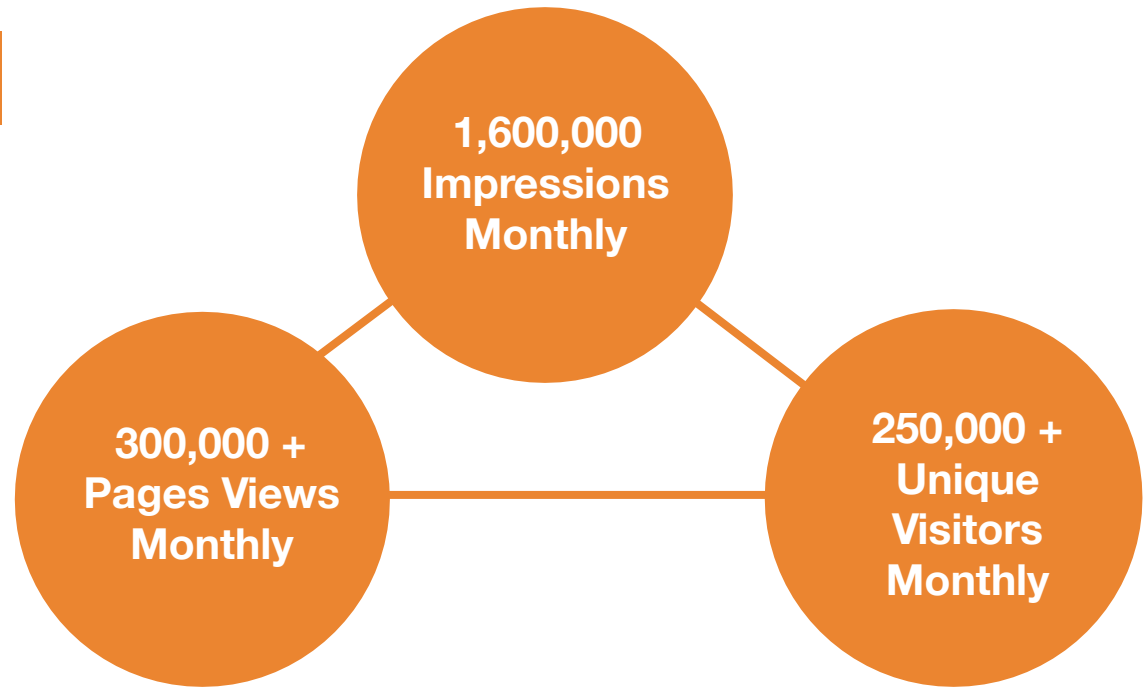 1,600,000
Impressions
Monthly
300,000 +
Pages Views
Monthly
250,000 +
Unique
Visitors
Monthly